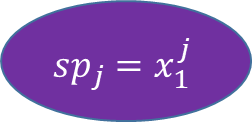 $sp_j = x_1^j$